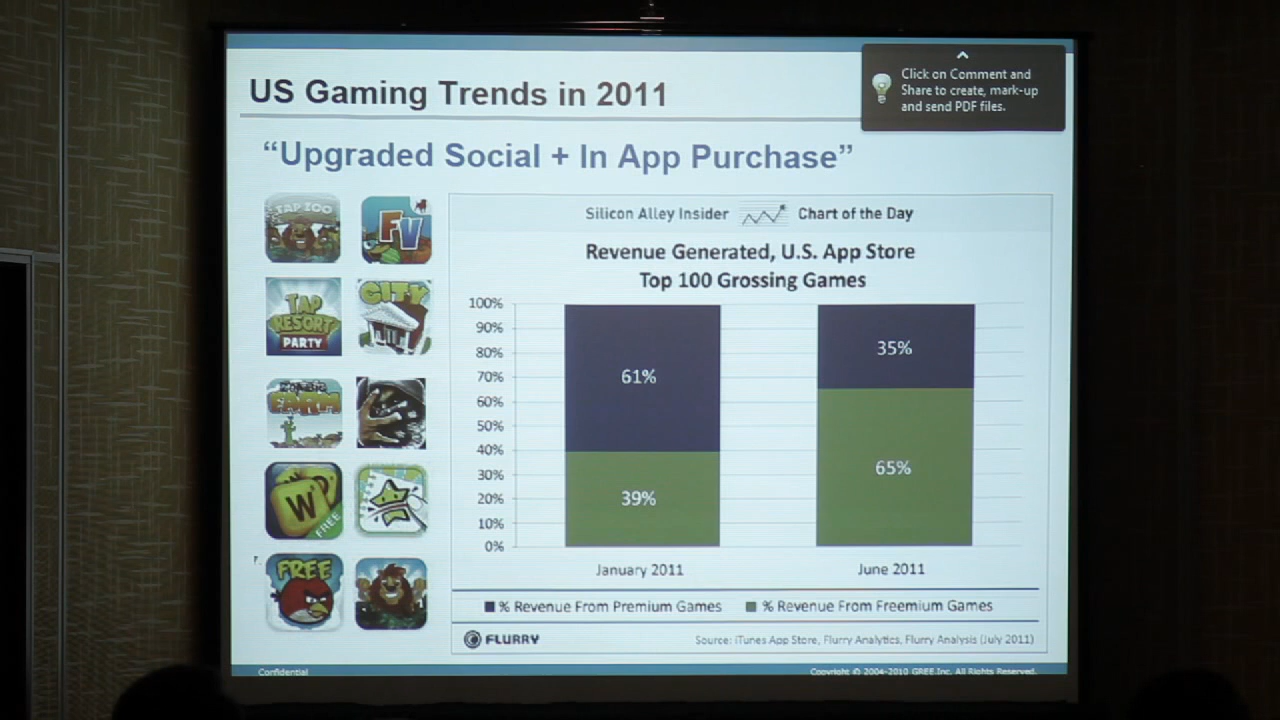 US Gaming Trends in 2011
Click on Comment and
Share to create, mark-up
and send PDF files.
“Upgraded Social + In App Purchase”
TAP ZOO
FV
TAP
RESORT
PARTY
CITY
Zombie
FARM
W
FREE
FREE
Silicon Alley Insider Chart of the Day
Revenue Generated, U.S. App Store
Top 100 Grossing Games
100%
90%
80%
70%
60%
50%
40%
30%
20%
10%
0%
61%
39%
35%
65%
January 2011
June 2011
% Revenue From Premium Games
% Revenue From Freemium Games
FLURRY
Source: iTunes App Store, Flurry Analytics, Flurry Analysis (July 2011)
Confidential
Copyright © 2004-2010 GREE,Inc. All Rights Reserved.